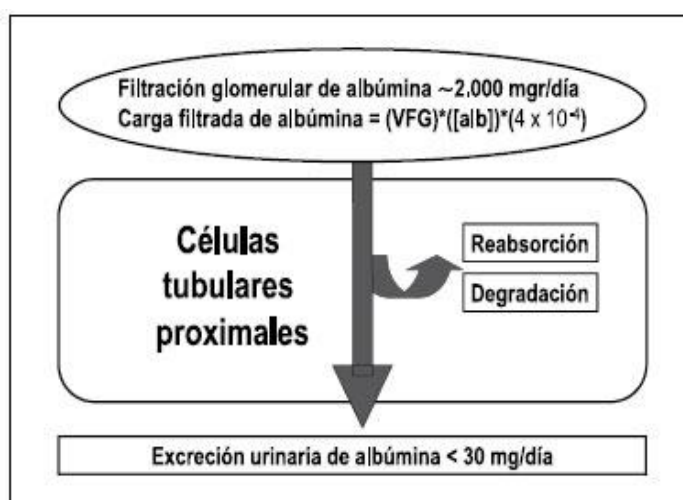 Filtración glomerular de albúmina ~2.000 mgr/día
Carga filtrada de albúmina = (VFG)*([alb])*(4 x 10⁻⁴)
Células
tubulares
proximales
Reabsorción
Degradación
Excreción urinaria de albúmina < 30 mg/día